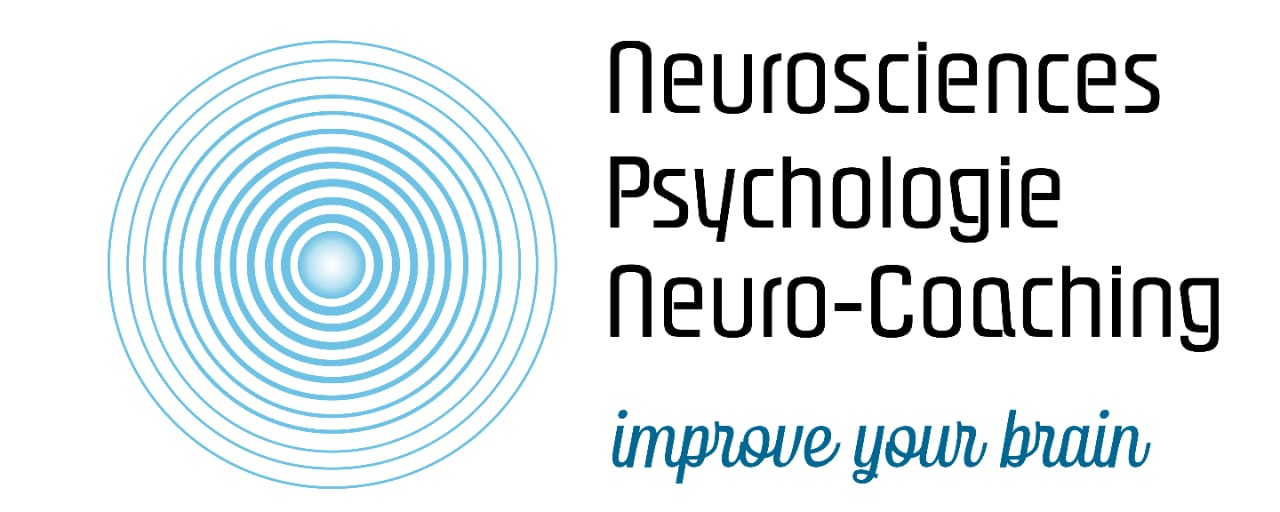 Neurosciences
Psychologie
Neuro-Coaching
improve your brain